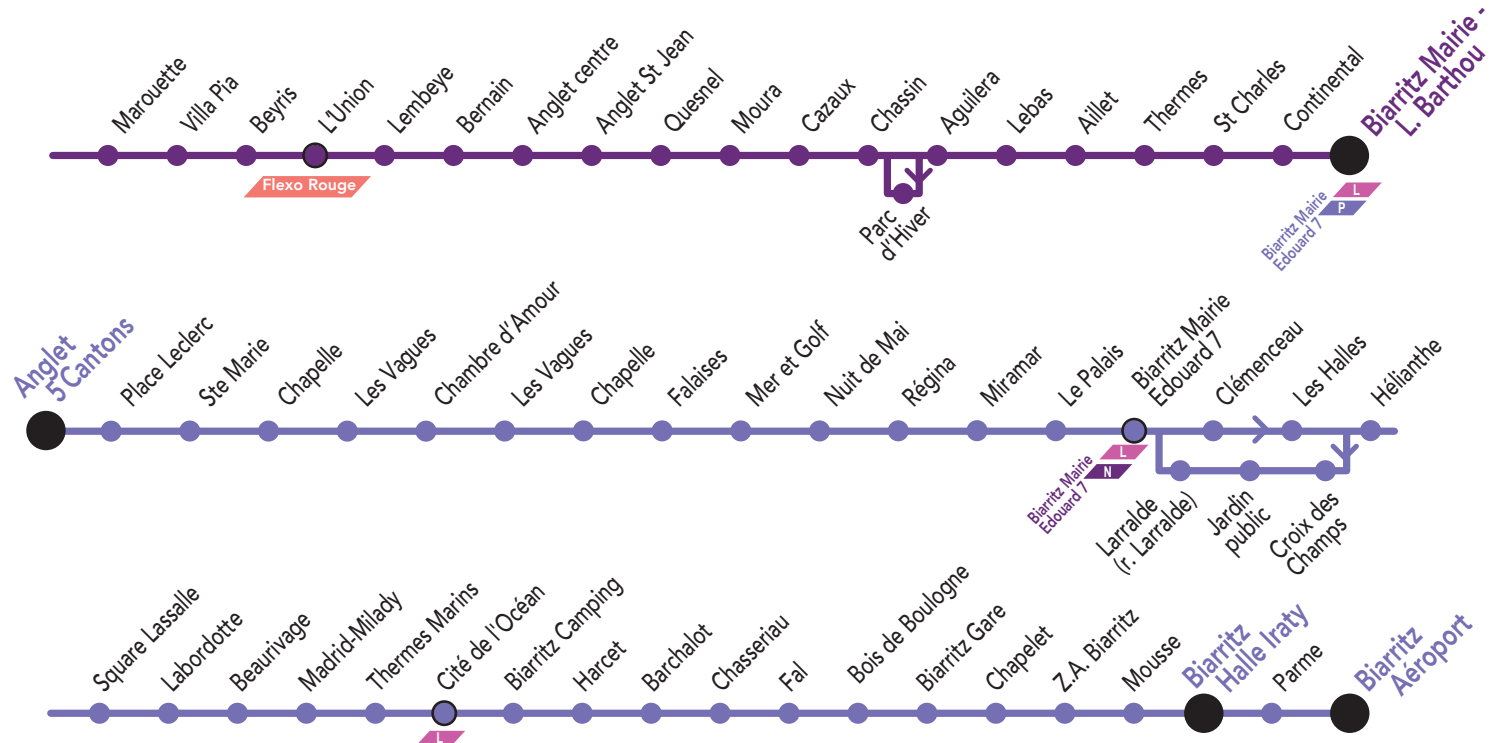 Marouette
Villa Pia
Beyris
L'Union
Lembeye
Bernain
Anglet centre
Anglet St Jean
Quesnel
Moura
Cazaux
Chassin
Aguilera
Lebas
Aillet
Thermes
St Charles
Continental
Biarritz Mairie -
L. Barthou
Flexo Rouge
Parc
d'Hiver
L
P
Biarritz Mairie
Edouard 7
Anglet
5 Cantons
Place Leclerc
Ste Marie
Chapelle
Les Vagues
Chambre d'Amour
Les Vagues
Chapelle
Falaises
Mer et Golf
Nuit de Mai
Régina
Miramar
Le Palais
Biarritz Mairie
Edouard 7
Clémenceau
Les Halles
Hélianthe
L
N
Biarritz Mairie
Edouard 7
Larralde
(r. Larralde)
Jardin
public
Croix des
Champs
Square Lassalle
Labordotte
Beaurivage
Madrid-Milady
Thermes Marins
Cité de l'Océan
Biarritz Camping
Harcet
Barchalot
Chasseriau
Fal
Bois de Boulogne
Biarritz Gare
Chapelet
Z.A. Biarritz
Mousse
Biarritz
Halle Iraty
Parme
Biarritz
Aéroport
L